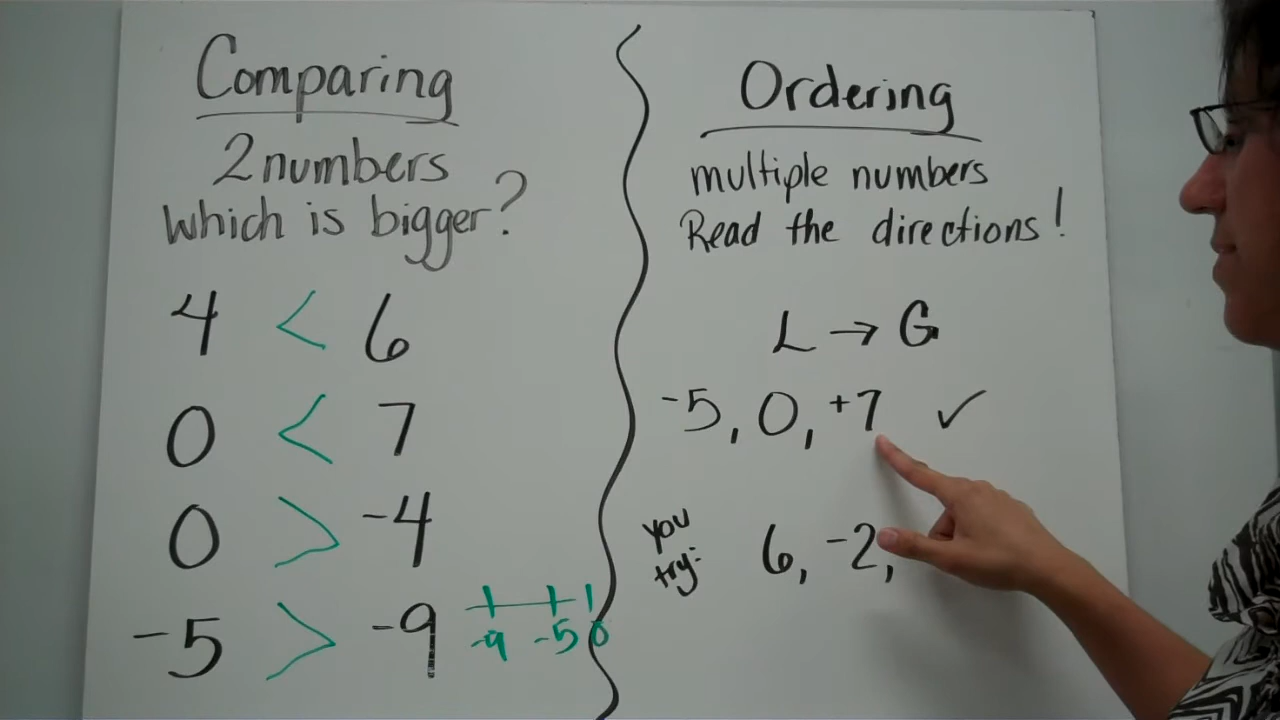 Comparing
2 numbers
which is bigger?
4 < 6
0 < 7
0 > -4
-5 > -9
-9 -5 0
Ordering
multiple numbers
Read the directions!
L → G
-5, 0, +7 ✓
you try: 6, -2,